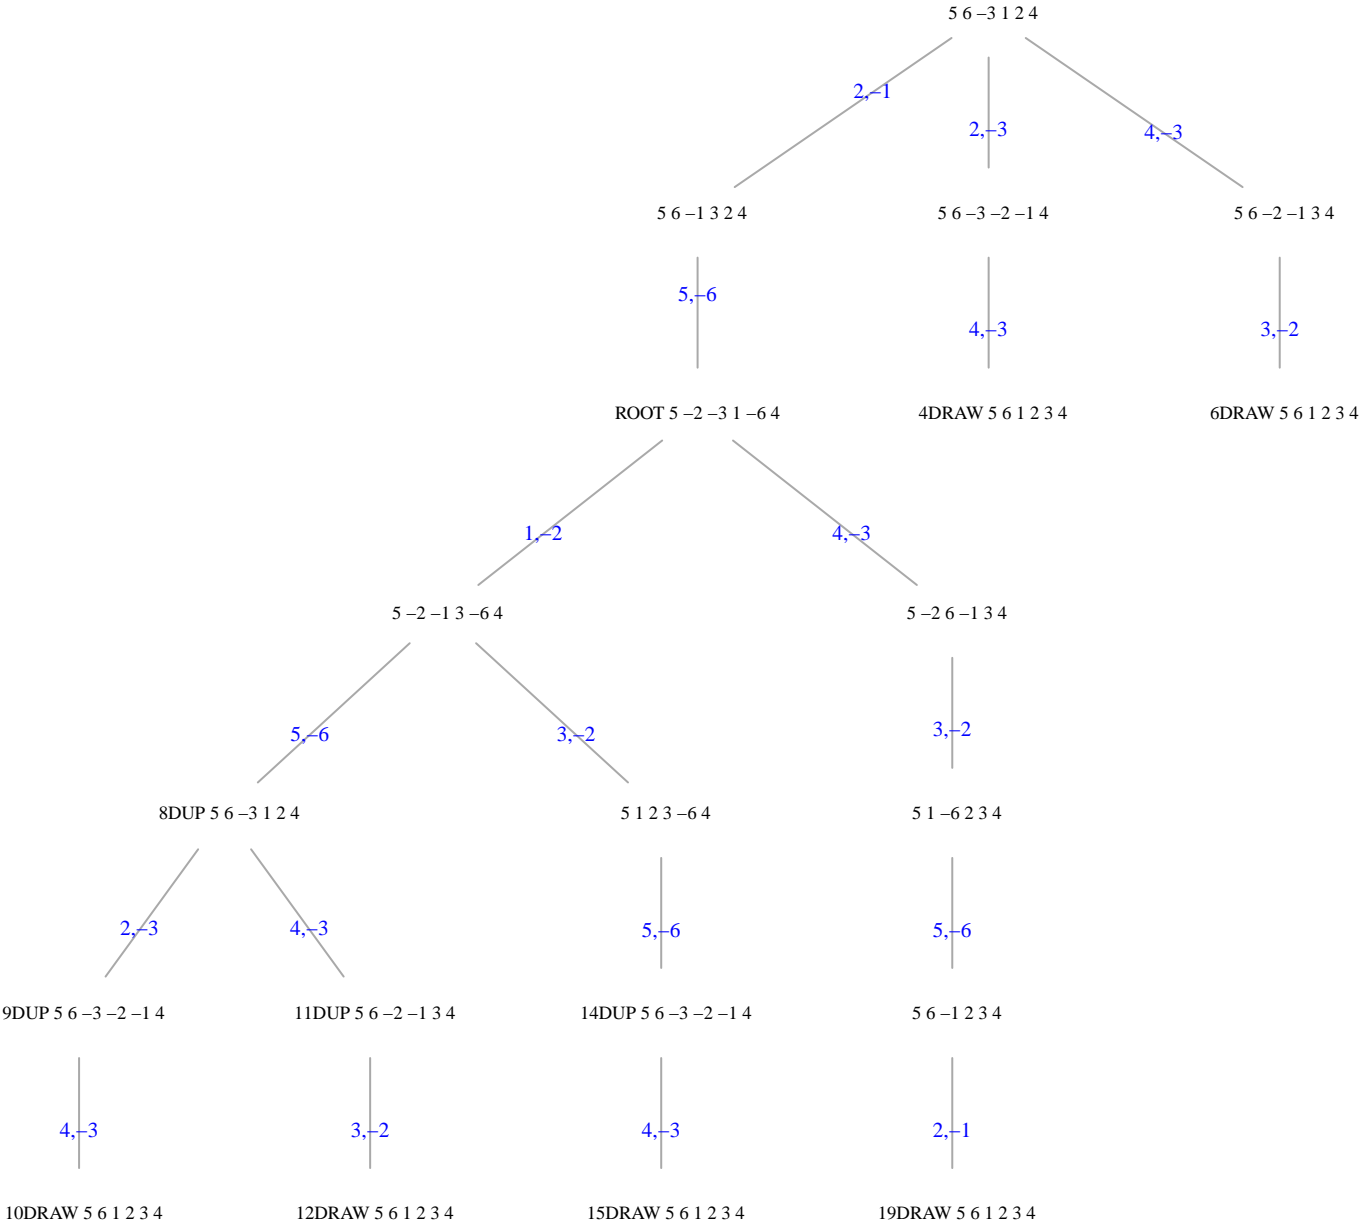 5 6 –3 1 2 4
2,–1
2,–3
4,–3
5 6 –1 3 2 4
5 6 –3 –2 –1 4
5 6 –2 –1 3 4
5,–6
4,–3
3,–2
ROOT 5 –2 –3 1 –6 4
4DRAW 5 6 1 2 3 4
6DRAW 5 6 1 2 3 4
1,–2
4,–3
5 –2 –1 3 –6 4
5 –2 6 –1 3 4
5,–6
3,–2
3,–2
8DUP 5 6 –3 1 2 4
5 1 2 3 –6 4
5 1 –6 2 3 4
2,–3
4,–3
5,–6
5,–6
9DUP 5 6 –3 –2 –1 4
11DUP 5 6 –2 –1 3 4
14DUP 5 6 –3 –2 –1 4
5 6 –1 2 3 4
4,–3
3,–2
4,–3
2,–1
10DRAW 5 6 1 2 3 4
12DRAW 5 6 1 2 3 4
15DRAW 5 6 1 2 3 4
19DRAW 5 6 1 2 3 4